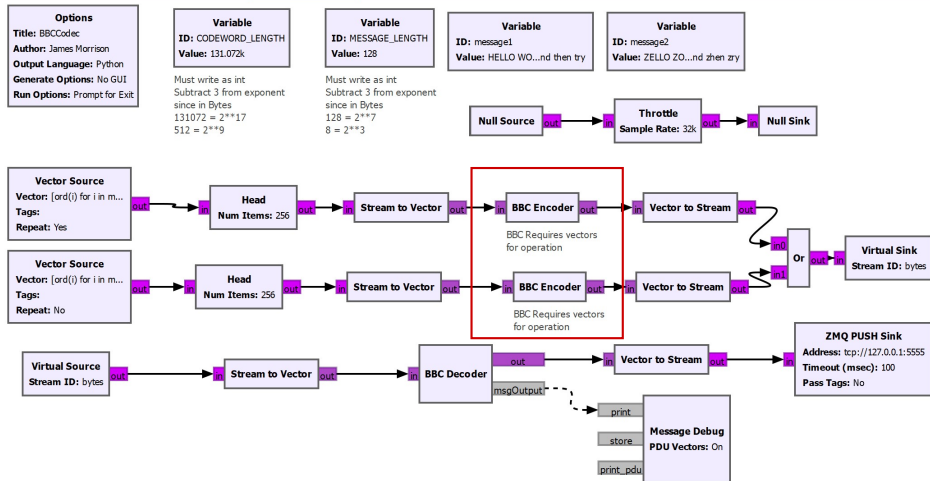 Options
Title: BBCCodec
Author: James Morrison
Output Language: Python
Generate Options: No GUI
Run Options: Prompt for Exit
Variable
ID: CODEWORD_LENGTH
Value: 131.072k
Must write as int
Subtract 3 from exponent
since in Bytes
131072 = 2**17
512 = 2**9
Variable
ID: MESSAGE_LENGTH
Value: 128
Must write as int
Subtract 3 from exponent
since in Bytes
128 = 2**7
8 = 2**3
Variable
ID: message1
Value: HELLO WO...nd then try
Variable
ID: message2
Value: ZELLO ZO...nd zhen zry
Null Source
out
in
Throttle
Sample Rate: 32k
out
in
Null Sink
Vector Source
Vector: [ord(i) for i in m...
Tags:
Repeat: Yes
out
in
Head
Num Items: 256
out
in
Stream to Vector
out
in
BBC Encoder
out
BBC Requires vectors
for operation
in
Vector to Stream
out
Vector Source
Vector: [ord(i) for i in m...
Tags:
Repeat: No
out
in
Head
Num Items: 256
out
in
Stream to Vector
out
in
BBC Encoder
out
BBC Requires vectors
for operation
in
Vector to Stream
out
in0
in1
Or
out
in
Virtual Sink
Stream ID: bytes
Virtual Source
Stream ID: bytes
out
in
Stream to Vector
out
in
BBC Decoder
out
msgOutput
in
Vector to Stream
out
in
ZMQ PUSH Sink
Address: tcp://127.0.0.1:5555
Timeout (msec): 100
Pass Tags: No
print
store
print_pdu
Message Debug
PDU Vectors: On